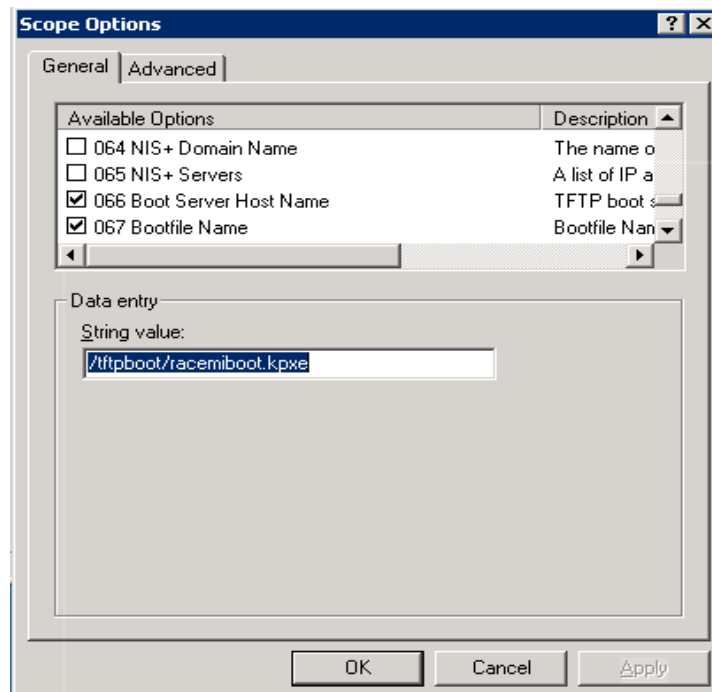 Scope Options
General Advanced
Available Options Description
064 NIS+ Domain Name The name o
065 NIS+ Servers A list of IP a
066 Boot Server Host Name TFTP boot s
067 Bootfile Name Bootfile Nan
Data entry
String value:
/tftpboot/racemiboot.kpxe
OK Cancel Apply